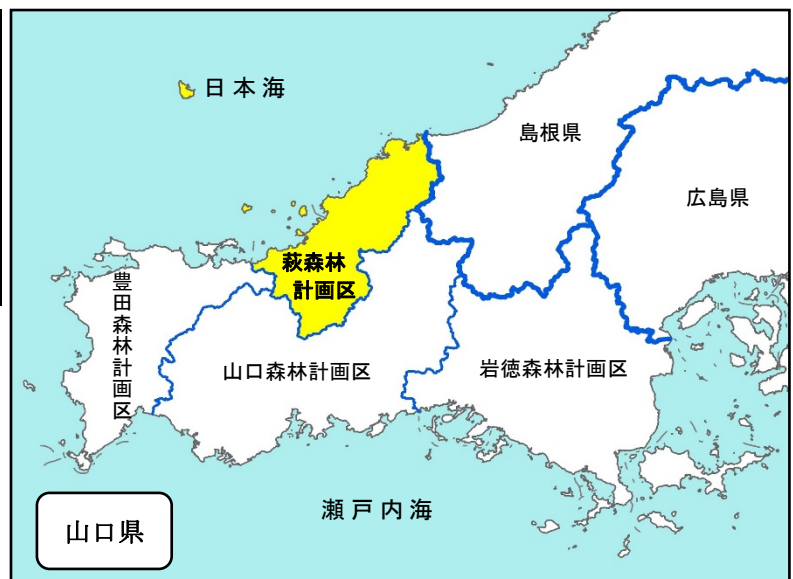 日本海
島根県
広島県
萩森林
計画区
豊田森林計画区
山口森林計画区
岩徳森林計画区
瀬戸内海
山口県